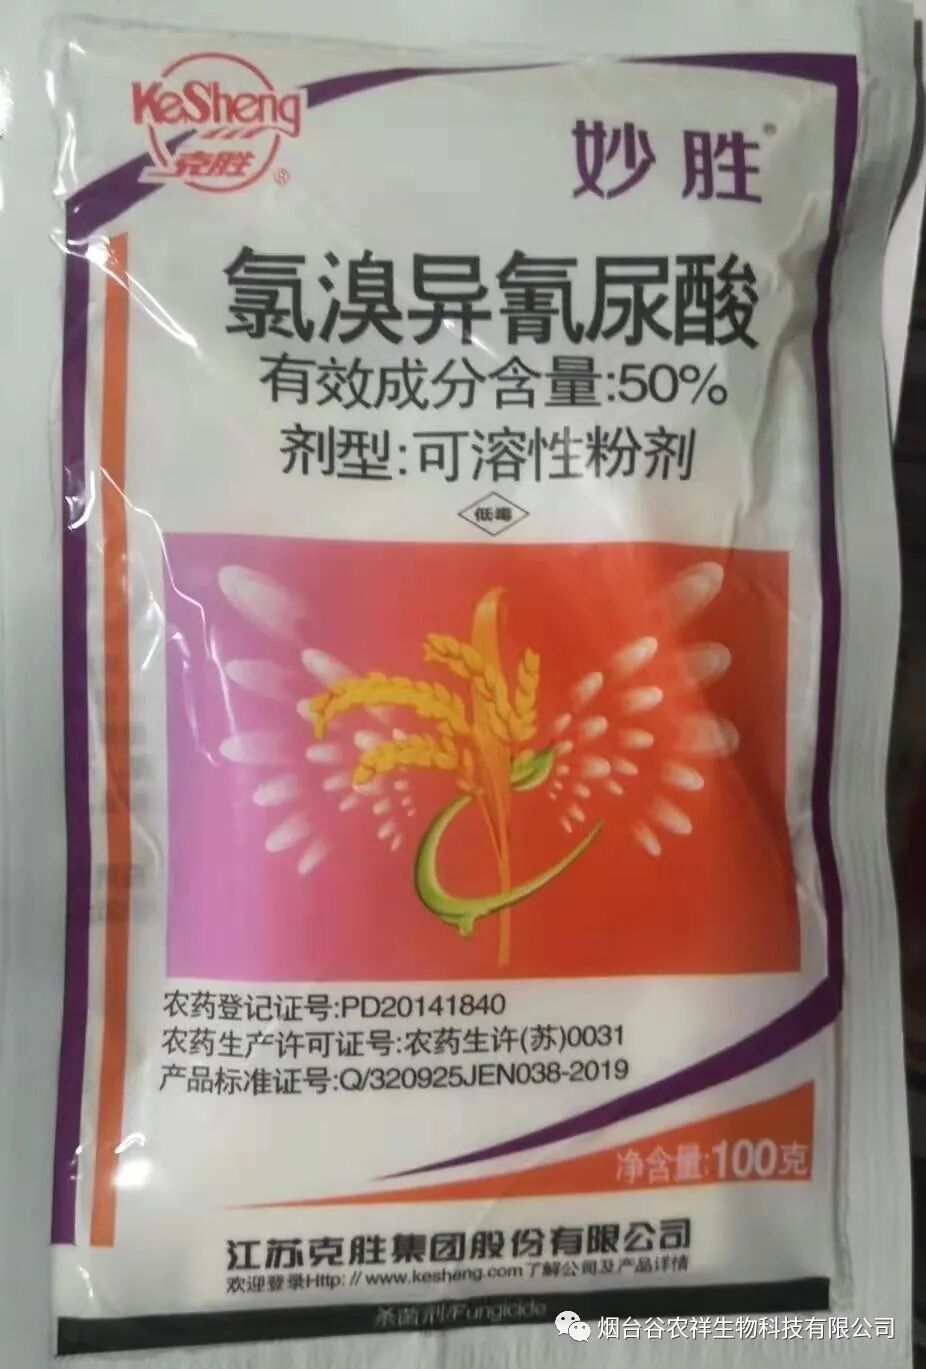 KeSheng
克胜®
妙胜®
氯溴异氰尿酸
有效成分含量:50%
剂型:可溶性粉剂
低毒
农药登记证号:PD20141840
农药生产许可证号:农药生许(苏)0031
产品标准证号:Q/320925JEN038-2019
净含量:100克
江苏克胜集团股份有限公司
欢迎登录Http://www.kesheng.com了解公司及产品详情
杀菌剂/Fungicide
烟台谷农祥生物科技有限公司